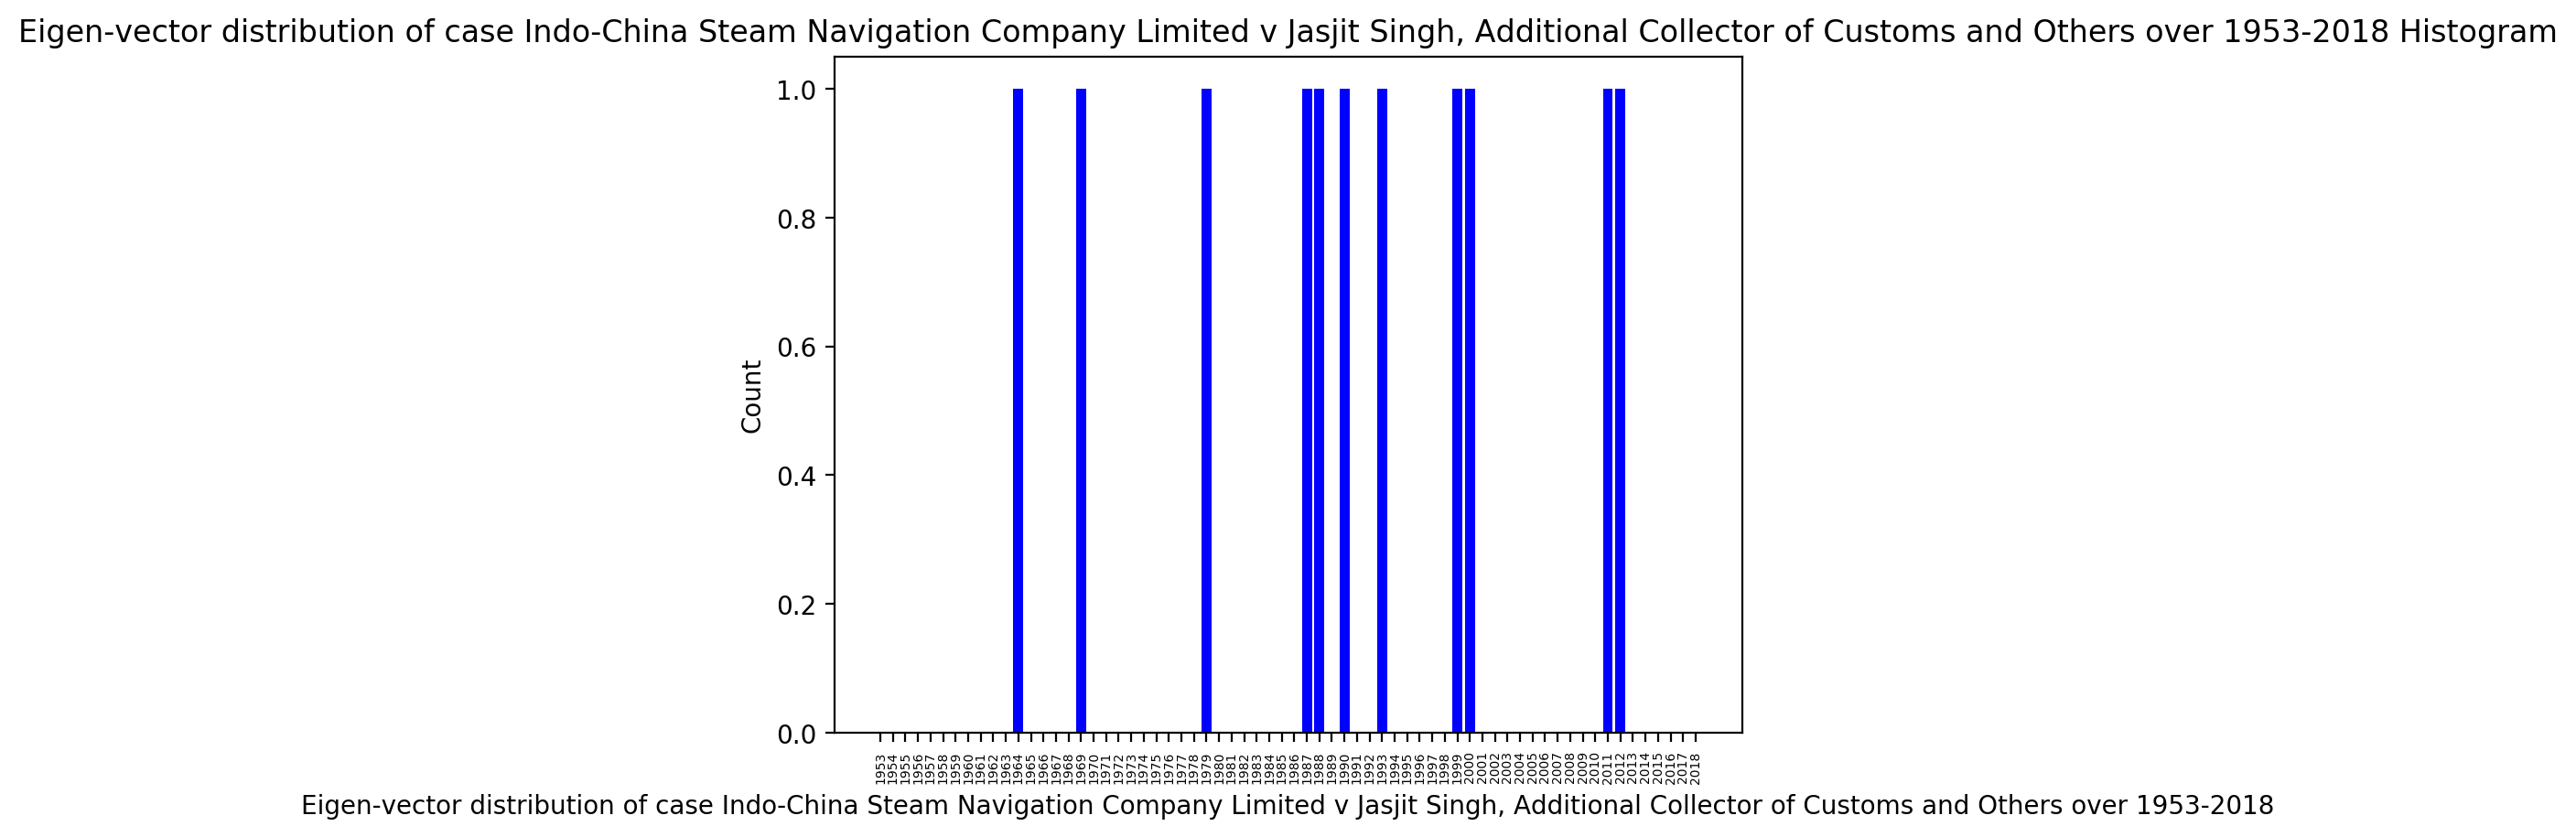 Eigen-vector distribution of case Indo-China Steam Navigation Company Limited v Jasjit Singh, Additional Collector of Customs and Others over 1953-2018 Histogram
1.0
0.8
0.6
0.4
0.2
0.0
Count
1953 1954 1955 1956 1957 1958 1959 1960 1961 1962 1963 1964 1965 1966 1967 1968 1969 1970 1971 1972 1973 1974 1975 1976 1977 1978 1979 1980 1981 1982 1983 1984 1985 1986 1987 1988 1989 1990 1991 1992 1993 1994 1995 1996 1997 1998 1999 2000 2001 2002 2003 2004 2005 2006 2007 2008 2009 2010 2011 2012 2013 2014 2015 2016 2017 2018
Eigen-vector distribution of case Indo-China Steam Navigation Company Limited v Jasjit Singh, Additional Collector of Customs and Others over 1953-2018